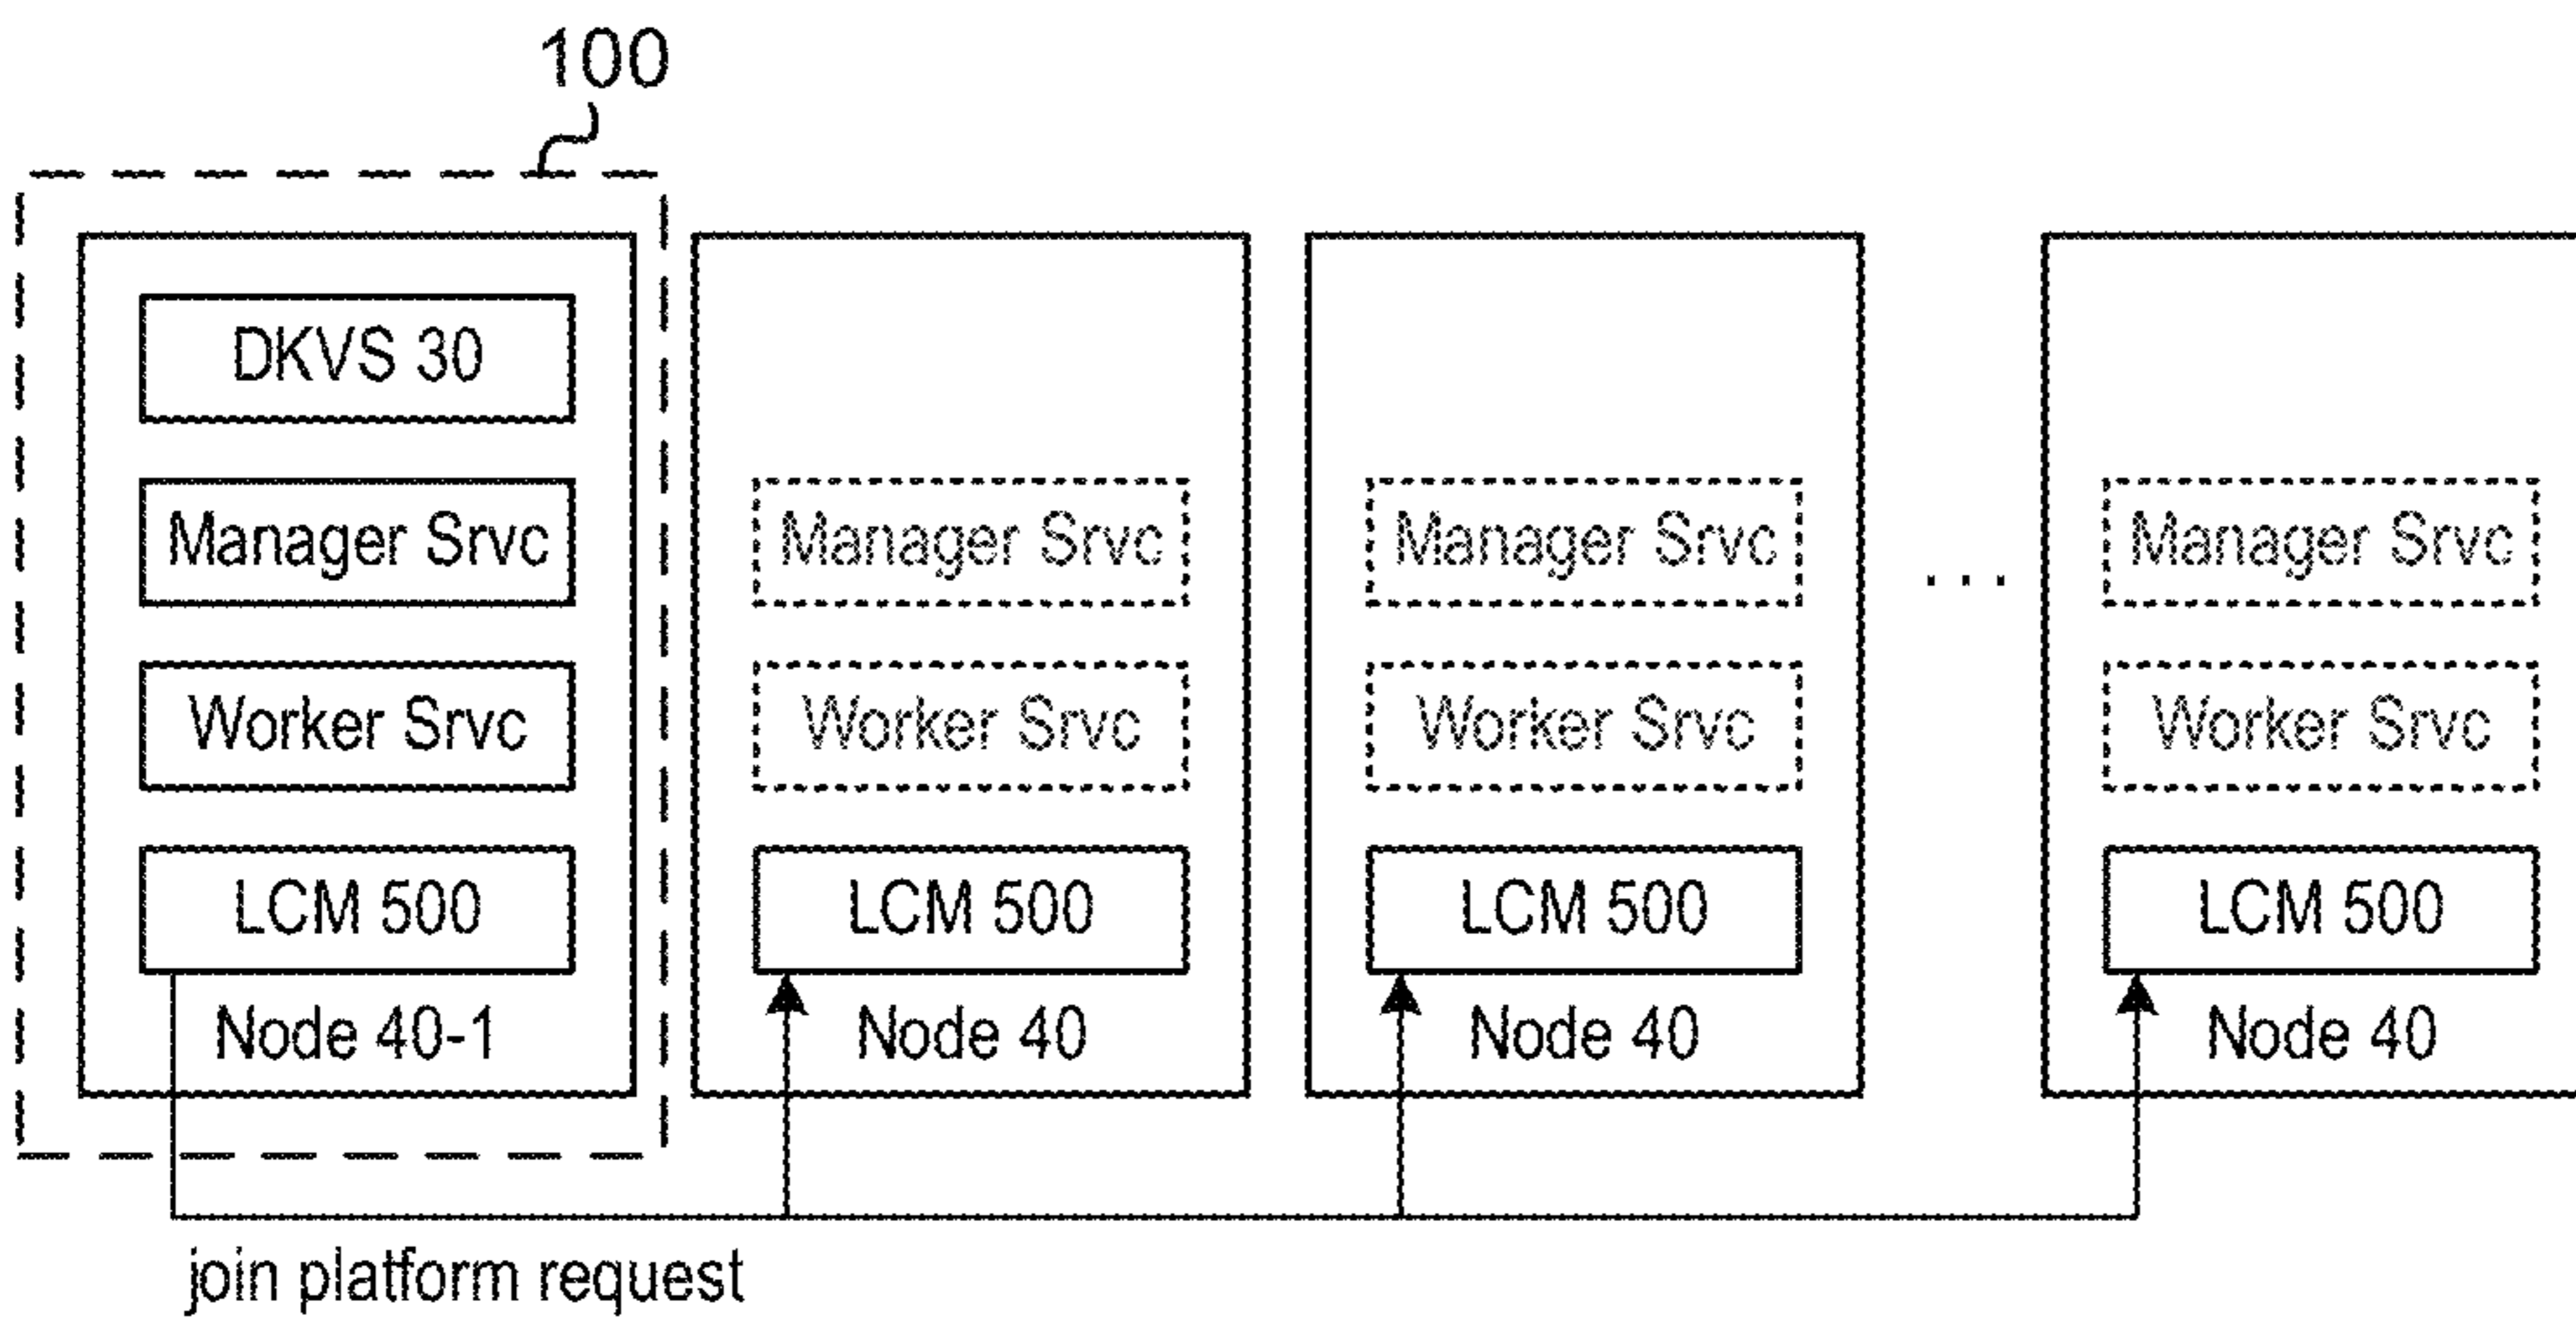 100
DKVS 30
Manager Srvc
Worker Srvc
LCM 500
Node 40-1
Manager Srvc
Worker Srvc
LCM 500
Node 40
Manager Srvc
Worker Srvc
LCM 500
Node 40
. . .
Manager Srvc
Worker Srvc
LCM 500
Node 40
join platform request